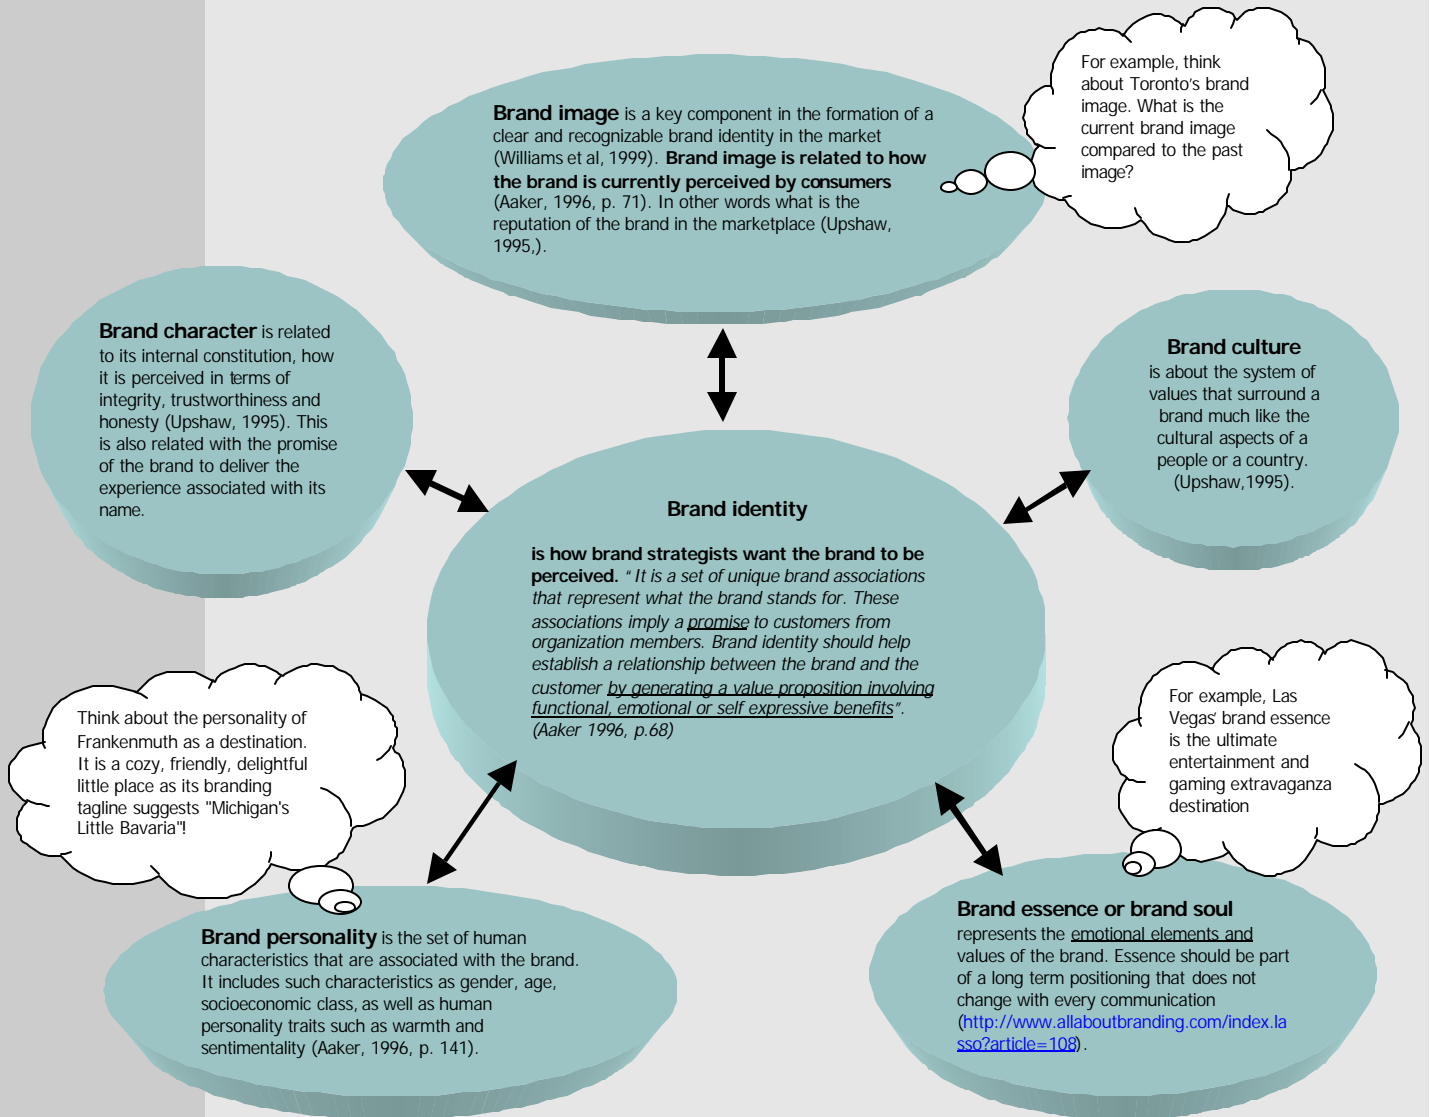 For example, think
about Toronto's brand
image. What is the
current brand image
compared to the past
image?
Brand image is a key component in the formation of a
clear and recognizable brand identity in the market
(Williams et al, 1999). Brand image is related to how
the brand is currently perceived by consumers
(Aaker, 1996, p. 71). In other words what is the
reputation of the brand in the marketplace (Upshaw,
1995,).
Brand character is related
to its internal constitution, how
it is perceived in terms of
integrity, trustworthiness and
honesty (Upshaw, 1995). This
is also related with the promise
of the brand to deliver the
experience associated with its
name.
Brand culture
is about the system of
values that surround a
brand much like the
cultural aspects of a
people or a country.
(Upshaw,1995).
Brand identity
is how brand strategists want the brand to be
perceived. " It is a set of unique brand associations
that represent what the brand stands for. These
associations imply a promise to customers from
organization members. Brand identity should help
establish a relationship between the brand and the
customer by generating a value proposition involving
functional, emotional or self expressive benefits".
(Aaker 1996, p.68)
Think about the personality of
Frankenmuth as a destination.
It is a cozy, friendly, delightful
little place as its branding
tagline suggests "Michigan's
Little Bavaria"!
For example, Las
Vegas' brand essence
is the ultimate
entertainment and
gaming extravaganza
destination
Brand personality is the set of human
characteristics that are associated with the brand.
It includes such characteristics as gender, age,
socioeconomic class, as well as human
personality traits such as warmth and
sentimentality (Aaker, 1996, p. 141).
Brand essence or brand soul
represents the emotional elements and
values of the brand. Essence should be part
of a long term positioning that does not
change with every communication
(http://www.allaboutbranding.com/index.la
sso?article=108).